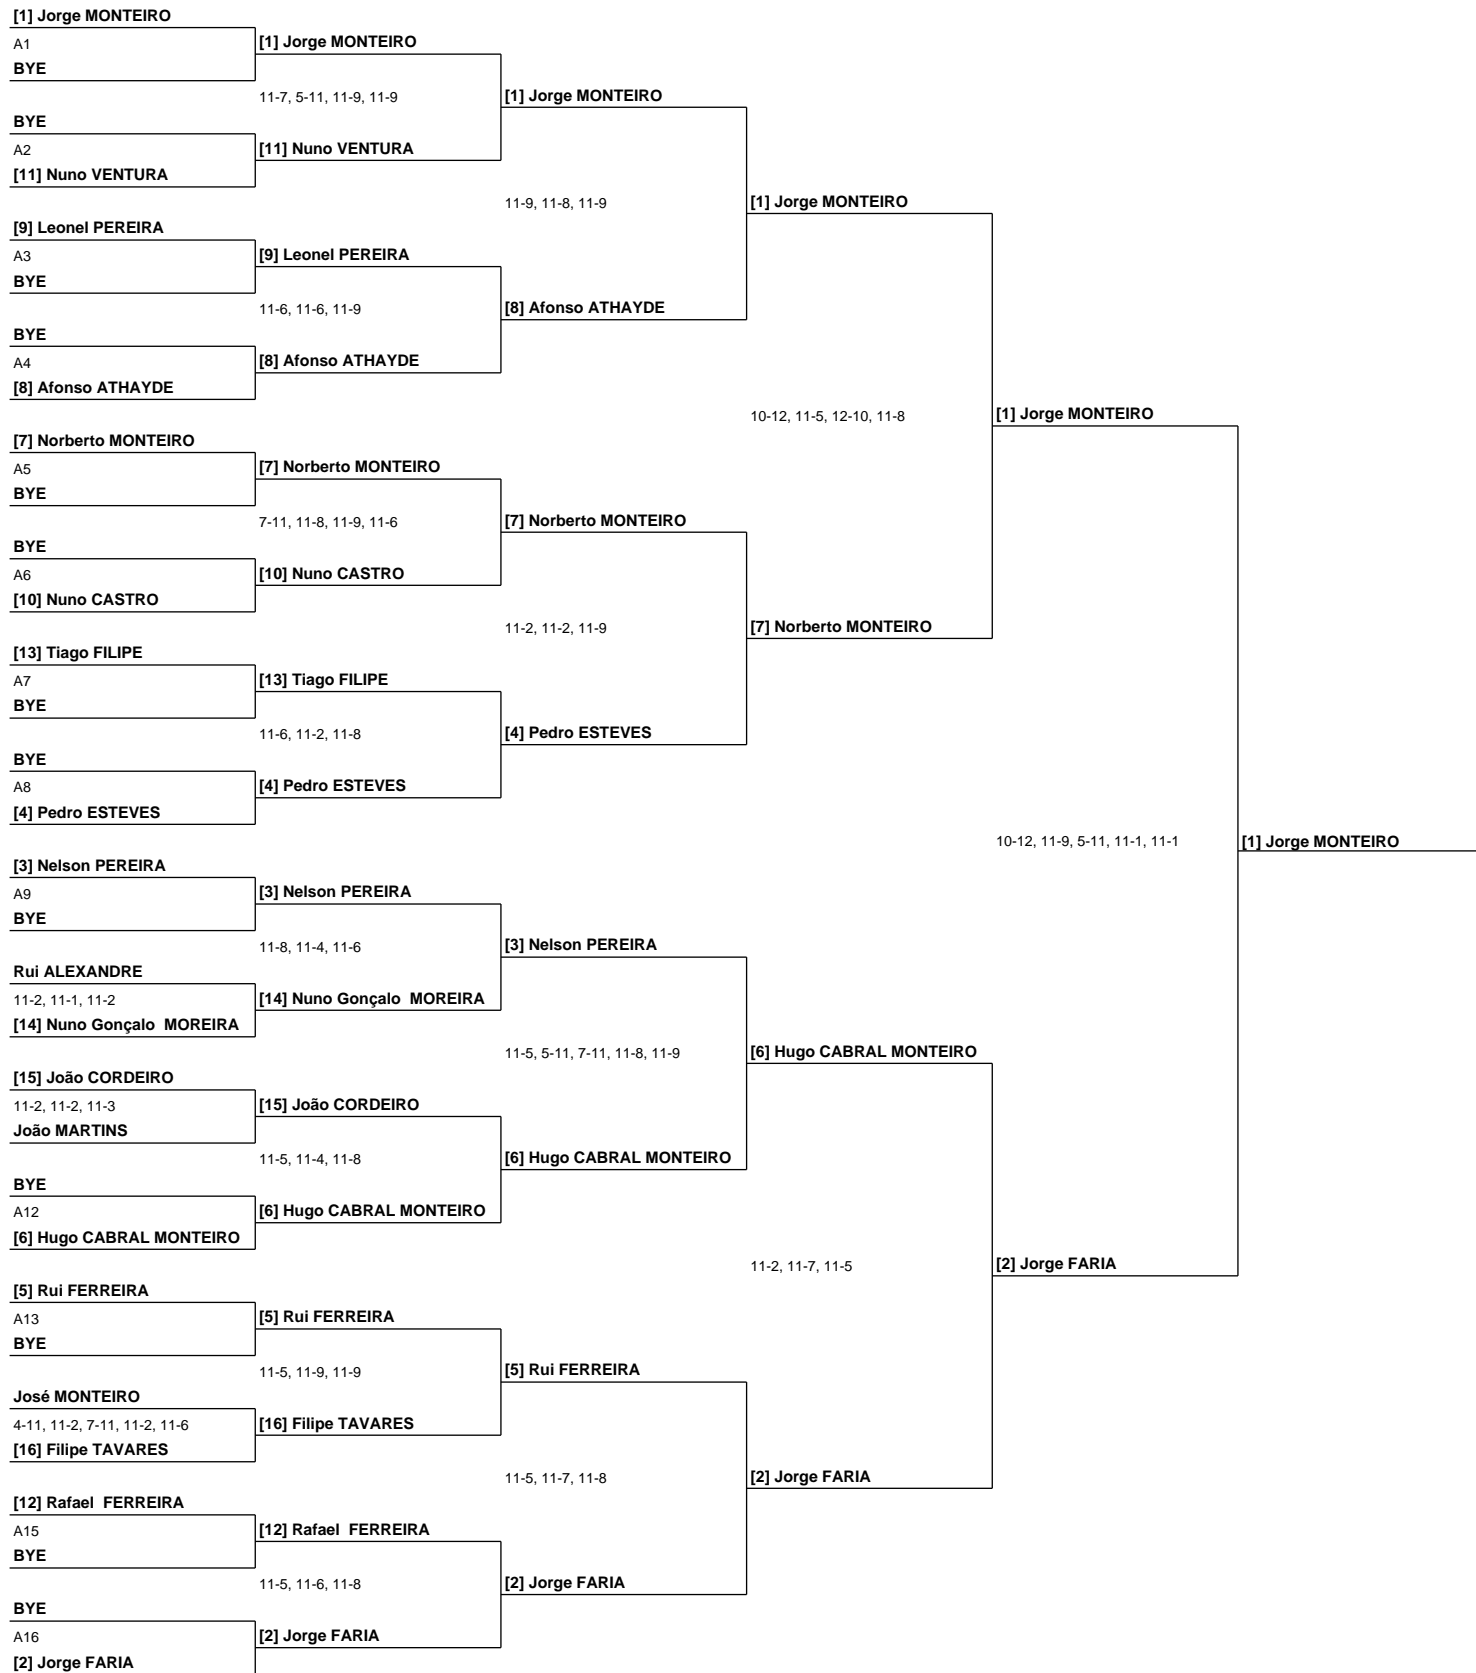 [1] Jorge MONTEIRO
A1
BYE
BYE
A2
[11] Nuno VENTURA
[9] Leonel PEREIRA
A3
BYE
BYE
A4
[8] Afonso ATHAYDE
[7] Norberto MONTEIRO
A5
BYE
BYE
A6
[10] Nuno CASTRO
[13] Tiago FILIPE
A7
BYE
BYE
A8
[4] Pedro ESTEVES
[3] Nelson PEREIRA
A9
BYE
Rui ALEXANDRE
11-2, 11-1, 11-2
[14] Nuno Gonçalo  MOREIRA
[15] João CORDEIRO
11-2, 11-2, 11-3
João MARTINS
BYE
A12
[6] Hugo CABRAL MONTEIRO
[5] Rui FERREIRA
A13
BYE
José MONTEIRO
4-11, 11-2, 7-11, 11-2, 11-6
[16] Filipe TAVARES
[12] Rafael  FERREIRA
A15
BYE
BYE
A16
[2] Jorge FARIA
[1] Jorge MONTEIRO
11-7, 5-11, 11-9, 11-9
[11] Nuno VENTURA
[9] Leonel PEREIRA
11-6, 11-6, 11-9
[8] Afonso ATHAYDE
[7] Norberto MONTEIRO
7-11, 11-8, 11-9, 11-6
[10] Nuno CASTRO
[13] Tiago FILIPE
11-6, 11-2, 11-8
[4] Pedro ESTEVES
[3] Nelson PEREIRA
11-8, 11-4, 11-6
[14] Nuno Gonçalo  MOREIRA
[15] João CORDEIRO
11-5, 11-4, 11-8
[6] Hugo CABRAL MONTEIRO
[5] Rui FERREIRA
11-5, 11-9, 11-9
[16] Filipe TAVARES
[12] Rafael  FERREIRA
11-5, 11-6, 11-8
[2] Jorge FARIA
[1] Jorge MONTEIRO
11-9, 11-8, 11-9
[8] Afonso ATHAYDE
[7] Norberto MONTEIRO
11-2, 11-2, 11-9
[4] Pedro ESTEVES
[3] Nelson PEREIRA
11-5, 5-11, 7-11, 11-8, 11-9
[6] Hugo CABRAL MONTEIRO
[5] Rui FERREIRA
11-5, 11-7, 11-8
[2] Jorge FARIA
[1] Jorge MONTEIRO
10-12, 11-5, 12-10, 11-8
[7] Norberto MONTEIRO
[6] Hugo CABRAL MONTEIRO
11-2, 11-7, 11-5
[2] Jorge FARIA
[1] Jorge MONTEIRO
10-12, 11-9, 5-11, 11-1, 11-1
[2] Jorge FARIA
[1] Jorge MONTEIRO